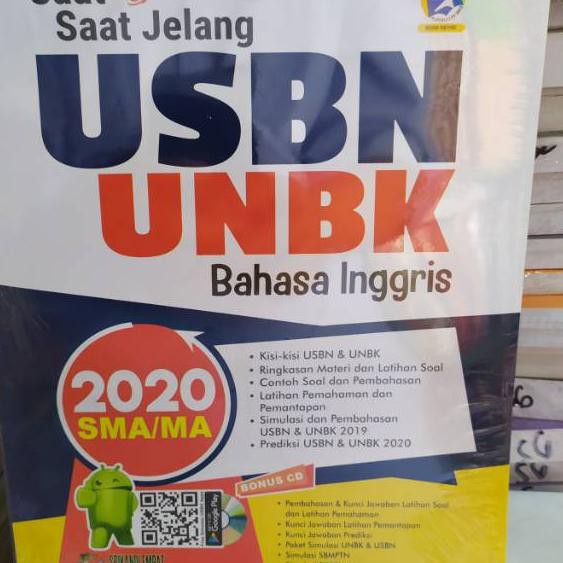 Saat Jelang
USBN
UNBK
Bahasa Inggris
2020
SMA/MA
• Kisi-kisi USBN & UNBK
• Ringkasan Materi dan Latihan Soal
• Contoh Soal dan Pembahasan
• Latihan Pemahaman dan
Pemantapan
• Simulasi dan Pembahasan
USBN & UNBK 2019
• Prediksi USBN & UNBK 2020
BONUS CD
• Pembahasan & Kunci Jawaban Latihan Soal
dan Latihan Pemahaman
• Kunci Jawaban Latihan Pemantapan
• Kunci Jawaban Prediksi
• Paket Simulasi UNBK & USBN
• Simulasi SBMPTN
Google Play